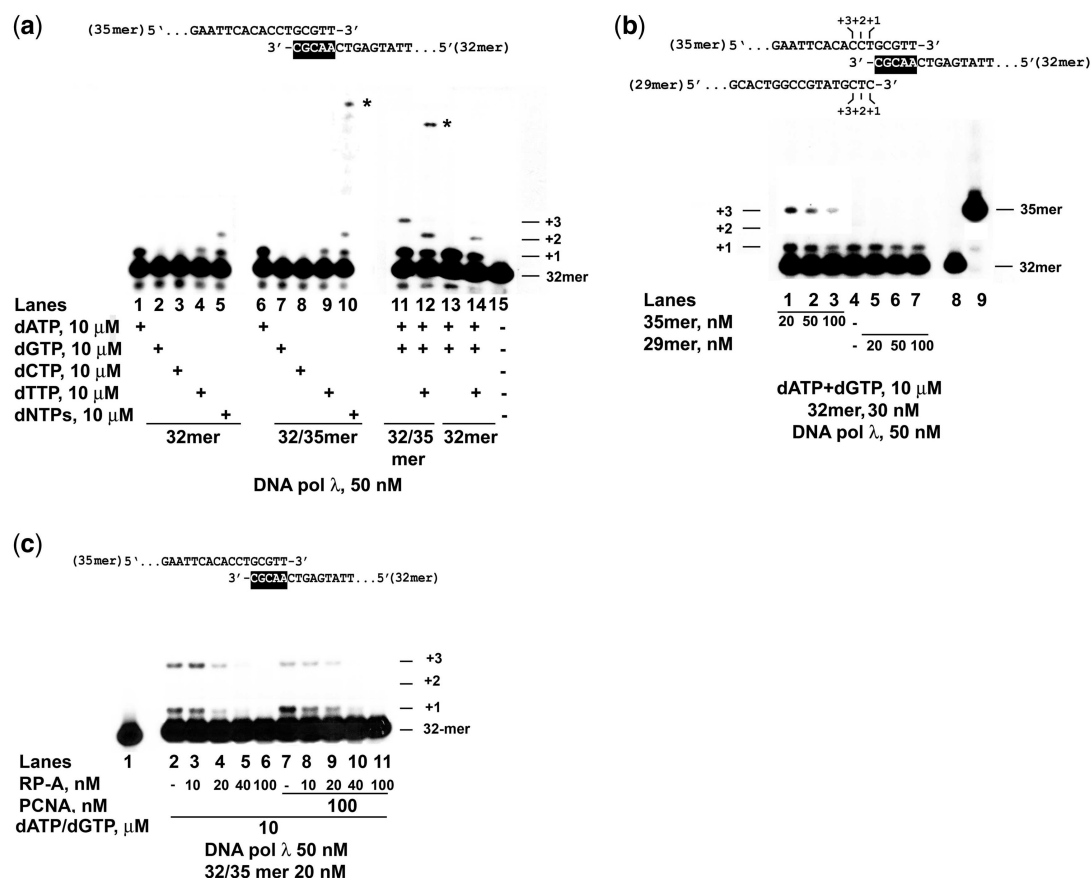 (a)
(35mer) 5'...GAATTCACACCTGCGTT-3'
3'-CGCAACTGAGTATT...5'(32mer)
*
*
+3
+2
+1
32mer
Lanes 1 2 3 4 5 6 7 8 9 10 11 12 13 14 15
dATP, 10 μM + + + + + + -
dGTP, 10 μM + + + + + + -
dCTP, 10 μM + + -
dTTP, 10 μM + + + + -
dNTPs, 10 μM + + -
32mer 32/35mer 32/35 mer 32mer
DNA pol λ, 50 nM
(b)
+3+2+1
(35mer) 5'...GAATTCACACCTGCGTT-3'
3'-CGCAACTGAGTATT...5'(32mer)
(29mer)5'...GCACTGGCCGTATGCTC-3'
+3+2+1
+3
+2
+1
35mer
32mer
Lanes 1 2 3 4 5 6 7 8 9
35mer, nM 20 50 100 -
29mer, nM - 20 50 100
dATP+dGTP, 10 μM
32mer, 30 nM
DNA pol λ, 50 nM
(c)
(35mer)5'...GAATTCACACCTGCGTT-3'
3'-CGCAACTGAGTATT...5'(32mer)
+3
+2
+1
32-mer
Lanes 1 2 3 4 5 6 7 8 9 10 11
RP-A, nM - 10 20 40 100 - 10 20 40 100
PCNA, nM 100
dATP/dGTP, μM 10
DNA pol λ 50 nM
32/35 mer 20 nM